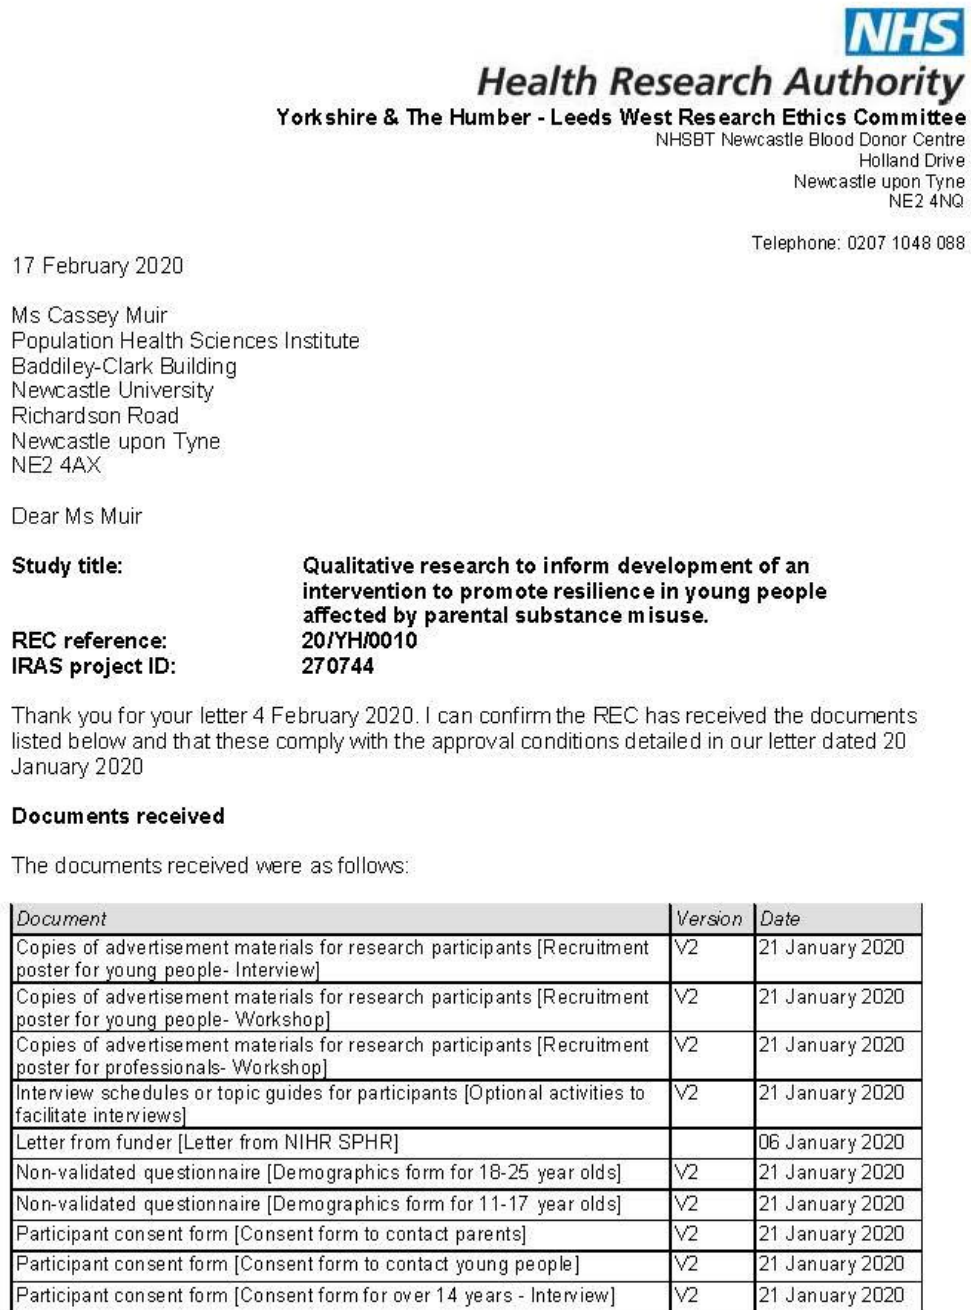 NHS
Health Research Authority
Yorkshire & The Humber - Leeds West Research Ethics Committee
NHSBT Newcastle Blood Donor Centre
Holland Drive
Newcastle upon Tyne
NE2 4NQ
Telephone: 0207 1048 088
17 February 2020
Ms Cassey Muir
Population Health Sciences Institute
Baddiley-Clark Building
Newcastle University
Richardson Road
Newcastle upon Tyne
NE2 4AX
Dear Ms Muir
Study title: Qualitative research to inform development of an
intervention to promote resilience in young people
affected by parental substance misuse.
REC reference: 20/YH/0010
IRAS project ID: 270744
Thank you for your letter 4 February 2020. I can confirm the REC has received the documents
listed below and that these comply with the approval conditions detailed in our letter dated 20
January 2020
Documents received
The documents received were as follows:
Document Version Date
Copies of advertisement materials for research participants [Recruitment V2 21 January 2020
poster for young people- Interview]
Copies of advertisement materials for research participants [Recruitment V2 21 January 2020
poster for young people- Workshop]
Copies of advertisement materials for research participants [Recruitment V2 21 January 2020
poster for professionals- Workshop]
Interview schedules or topic guides for participants [Optional activities to V2 21 January 2020
facilitate interviews]
Letter from funder [Letter from NIHR SPHR] 06 January 2020
Non-validated questionnaire [Demographics form for 18-25 year olds] V2 21 January 2020
Non-validated questionnaire [Demographics form for 11-17 year olds] V2 21 January 2020
Participant consent form [Consent form to contact parents] V2 21 January 2020
Participant consent form [Consent form to contact young people] V2 21 January 2020
Participant consent form [Consent form for over 14 years - Interview] V2 21 January 2020